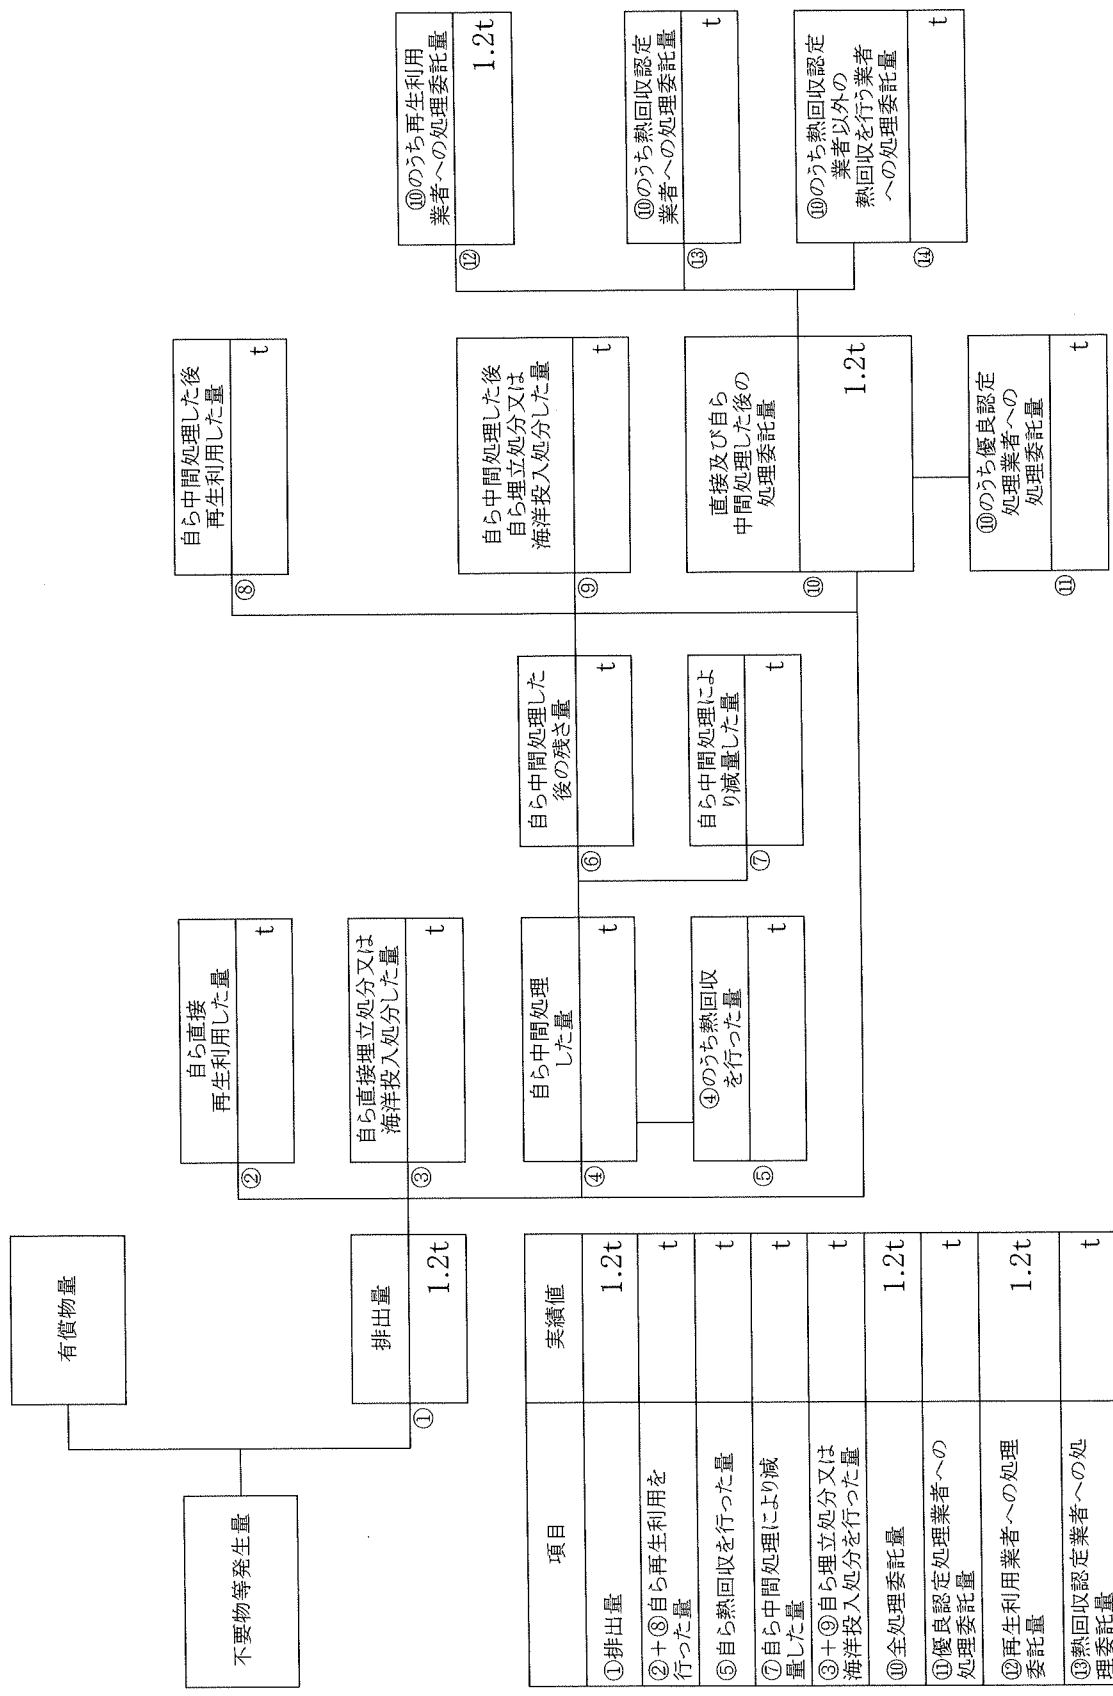 有償物量
不要物等発生量
排出量
①
1.2t
自ら直接
再生利用した量
②
t
自ら直接埋立処分又は
海洋投入処分した量
③
t
自ら中間処理
した量
④
t
④のうち熱回収
を行った量
⑤
t
自ら中間処理した
後の残さ量
⑥
t
自ら中間処理によ
り減量した量
⑦
t
自ら中間処理した後
再生利用した量
⑧
t
自ら中間処理した後
自ら埋立処分又は
海洋投入処分した量
⑨
t
直接及び自ら
中間処理した後の
処理委託量
⑩
1.2t
⑩のうち優良認定
処理業者への
処理委託量
⑪
t
⑩のうち再生利用
業者への処理委託量
⑫
1.2t
⑩のうち熱回収認定
業者への処理委託量
⑬
t
⑩のうち熱回収認定
業者以外の
熱回収を行う業者
への処理委託量
⑭
t
項目 実績値
①排出量 1.2t
②+⑧自ら再生利用を
行った量 t
⑤自ら熱回収を行った量 t
⑦自ら中間処理により減
量した量 t
③+⑨自ら埋立処分又は
海洋投入処分を行った量 t
⑩全処理委託量 1.2t
⑪優良認定処理業者への
処理委託量 t
⑫再生利用業者への処理
委託量 1.2t
⑬熱回収認定業者への処
理委託量 t